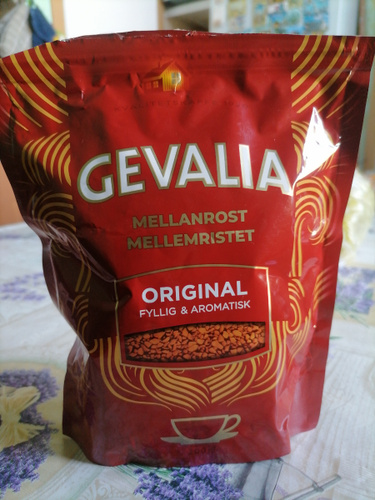 GEVALIA
MELLANROST
MELLEMRISTET
ORIGINAL
FYLLIG & AROMATISK